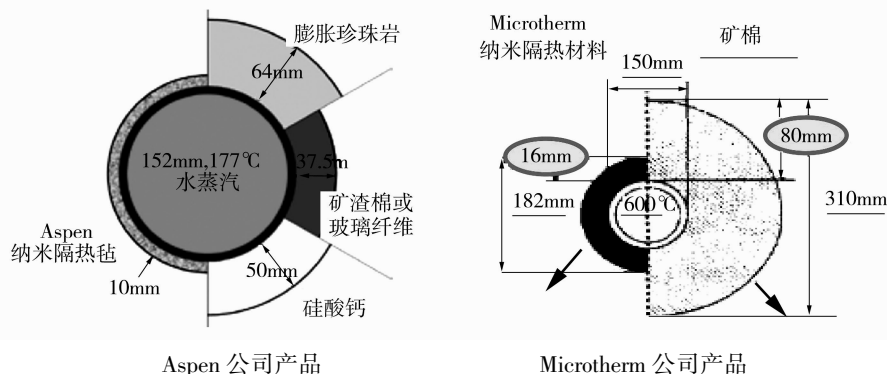 膨胀珍珠岩
64mm
152mm,177℃
水蒸汽
37.5m
矿渣棉或
玻璃纤维
Aspen
纳米隔热毡
10mm
50mm
硅酸钙
Aspen 公司产品
Microtherm
纳米隔热材料
矿棉
150mm
80mm
16mm
182mm
600℃
310mm
Microtherm 公司产品